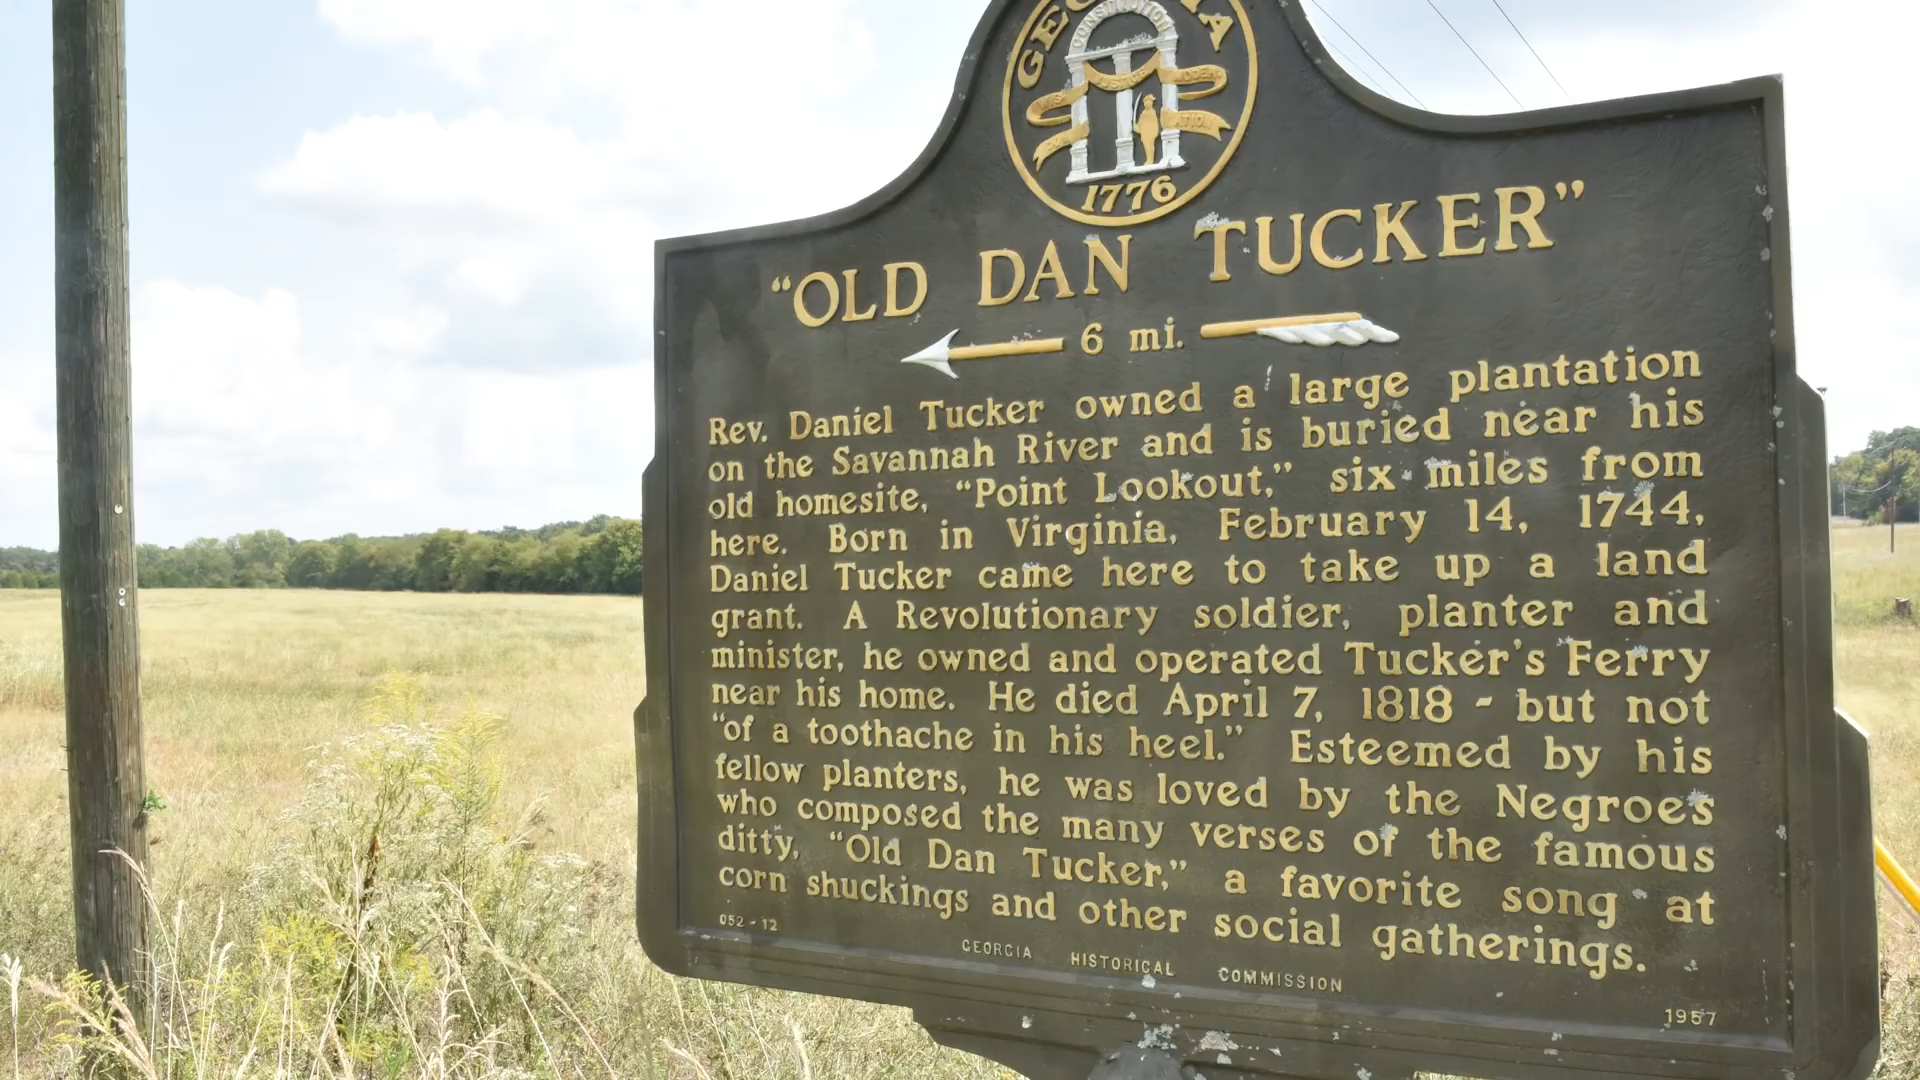 GEORGIA
CONSTITUTION
WISDOM JUSTICE MODERATION
1776
“OLD DAN TUCKER”
6 mi.
Rev. Daniel Tucker owned a large plantation
on the Savannah River and is buried near his
old homesite, “Point Lookout,” six miles from
here. Born in Virginia, February 14, 1744,
Daniel Tucker came here to take up a land
grant. A Revolutionary soldier, planter and
minister, he owned and operated Tucker's Ferry
near his home. He died April 7, 1818 - but not
“of a toothache in his heel.” Esteemed by his
fellow planters, he was loved by the Negroes
who composed the many verses of the famous
ditty, “Old Dan Tucker,” a favorite song at
corn shuckings and other social gatherings.
052-12
GEORGIA HISTORICAL COMMISSION
1957